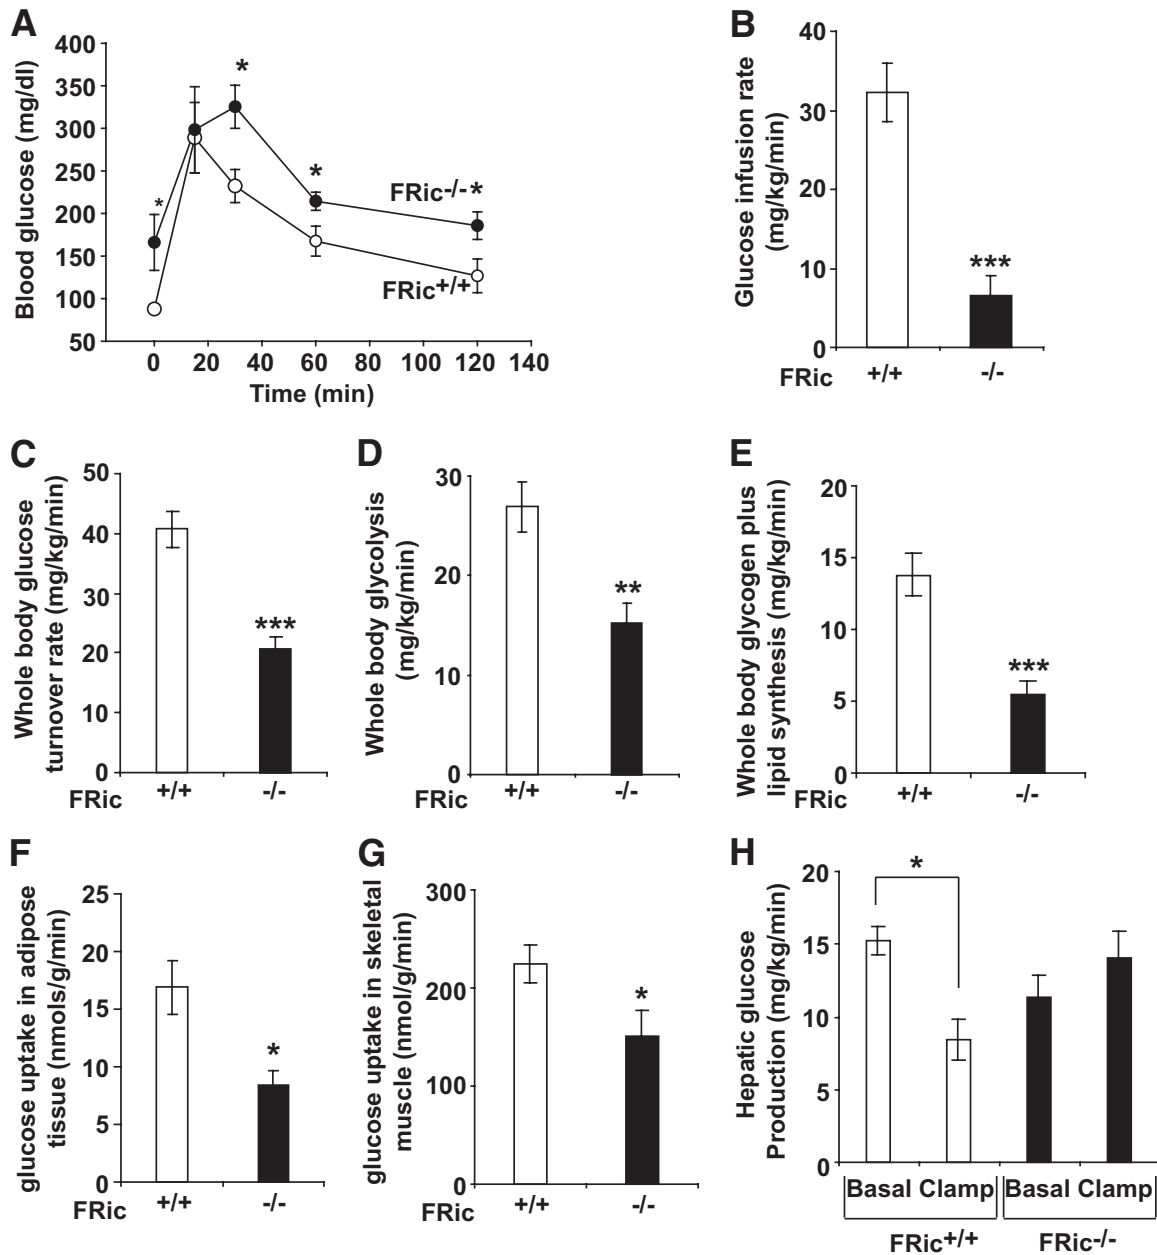 A
Blood glucose (mg/dl)
400
350
300
250
200
150
100
50
*
*
*
FRic-/-*
FRic+/+
0 20 40 60 80 100 120 140
Time (min)
B
Glucose infusion rate
(mg/kg/min)
40
30
20
10
0
***
FRic +/+ -/-
C
Whole body glucose
turnover rate (mg/kg/min)
50
40
30
20
10
0
***
FRic +/+ -/-
D
Whole body glycolysis
(mg/kg/min)
30
20
10
0
**
FRic +/+ -/-
E
Whole body glycogen plus
lipid synthesis (mg/kg/min)
20
15
10
5
0
***
FRic +/+ -/-
F
glucose uptake in adipose
tissue (nmols/g/min)
25
20
15
10
5
0
*
FRic +/+ -/-
G
glucose uptake in skeletal
muscle (nmol/g/min)
300
200
100
0
*
FRic +/+ -/-
H
Hepatic glucose
Production (mg/kg/min)
20
15
10
5
0
*
Basal Clamp Basal Clamp
FRic+/+ FRic-/-